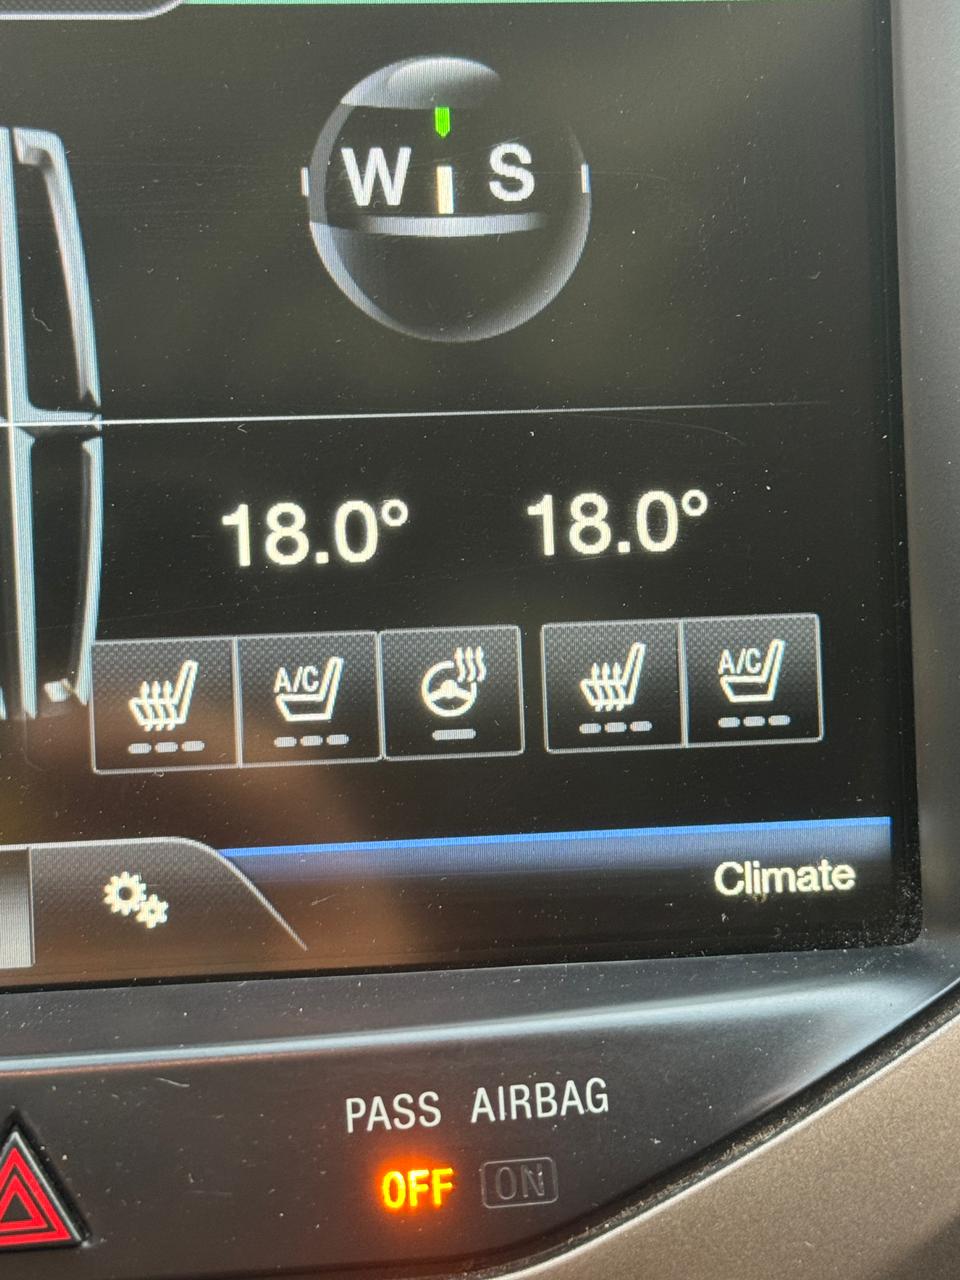 W S
18.0° 18.0°
A/C A/C
Climate
PASS AIRBAG
OFF ON